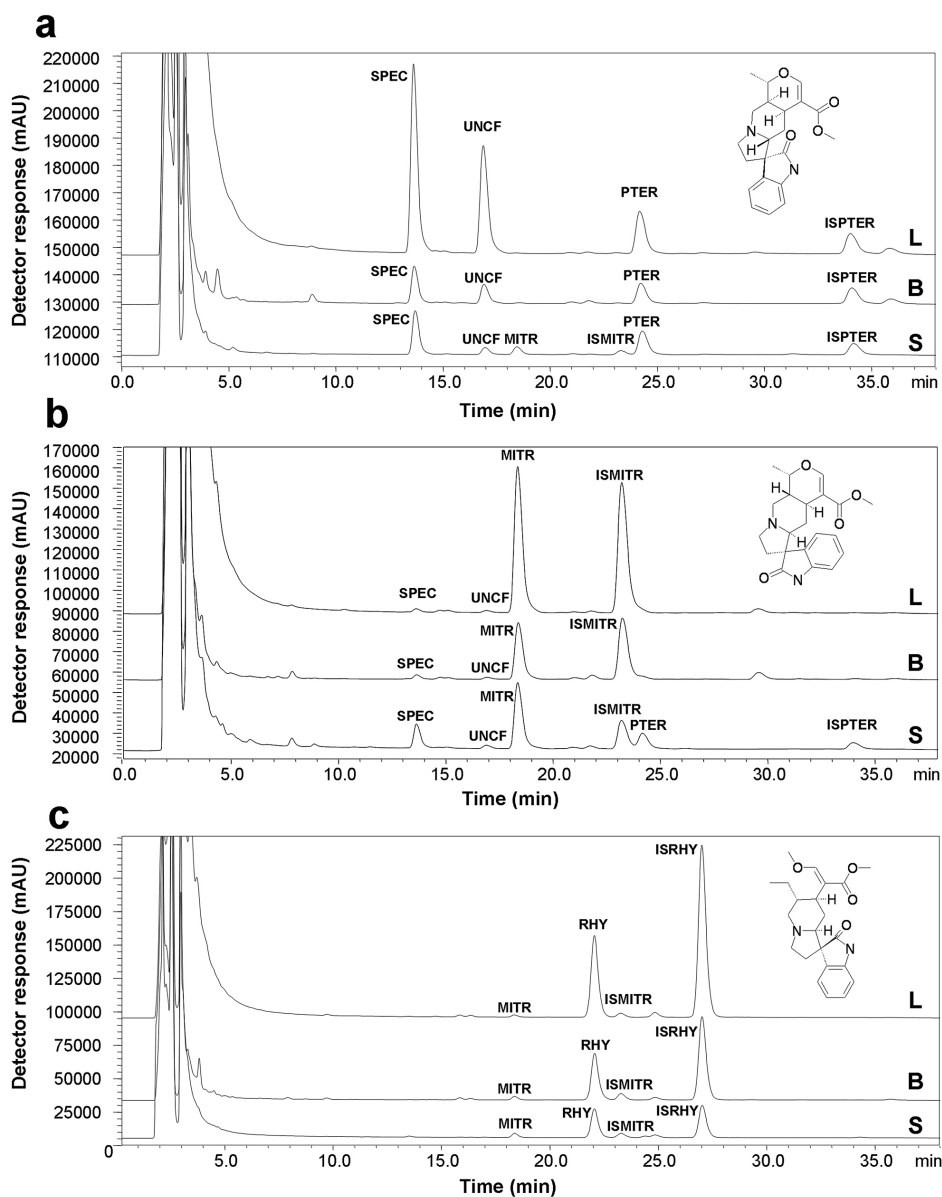 a
220000
210000
200000
190000
180000
170000
160000
150000
140000
130000
120000
110000
Detector response (mAU)
SPEC
UNCF
PTER
ISPTER
L
SPEC
UNCF
PTER
ISPTER
B
SPEC
UNCF MITR
ISMITR
PTER
ISPTER
S
O
H
H
O
N
O
O
H
N
0.0 5.0 15.0 20.0 25.0 30.0 35.0 min
Time (min)
b
170000
160000
150000
140000
130000
120000
110000
100000
90000
80000
70000
60000
50000
40000
30000
20000
Detector response (mAU)
SPEC
UNCF
MITR
ISMITR
L
SPEC
UNCF
MITR
ISMITR
B
SPEC
UNCF
MITR
ISMITR
PTER
ISPTER
S
O
H
O
H
N
O
H
O
N
0.0 5.0 10.0 15.0 20.0 25.0 30.0 35.0 min
Time (min)
c
225000
200000
175000
150000
125000
100000
75000
50000
25000
0
Detector response (mAU)
MITR
RHY
ISMITR
ISRHY
L
MITR
RHY
ISMITR
ISRHY
B
MITR
RHY
ISMITR
ISRHY
S
O
O
H
O
N
H
O
N
5.0 10.0 15.0 20.0 25.0 30.0 35.0 min
Time (min)